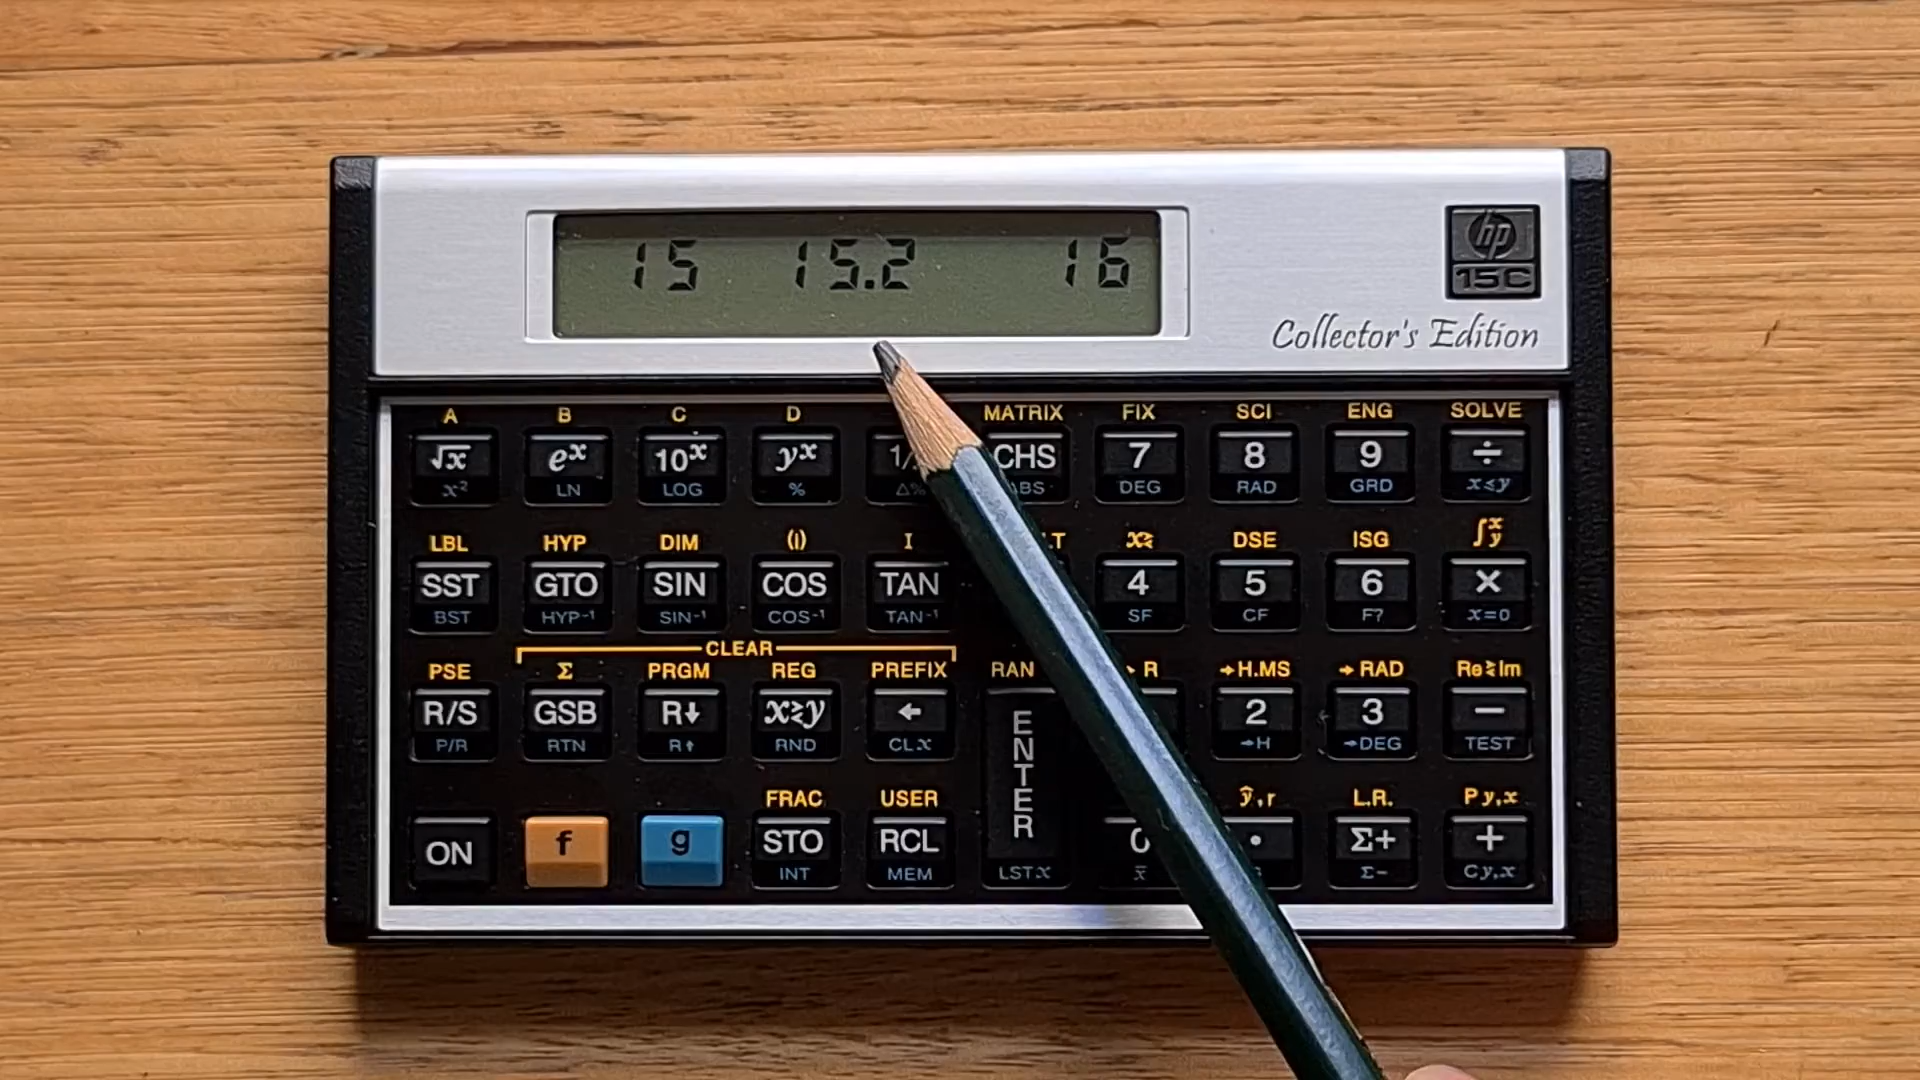 15 15.2 16
hp
15C
Collector's Edition
A B C D MATRIX FIX SCI ENG SOLVE
√x eˣ 10ˣ yˣ CHS 7 8 9 ÷
x² LN LOG % Δ% DEG RAD GRD x≤y
LBL HYP DIM (i) I x≷ DSE ISG ∫xy
SST GTO SIN COS TAN 4 5 6 ×
BST HYP-1 SIN-1 COS-1 TAN-1 SF CF F? x=0
CLEAR
PSE Σ PRGM REG PREFIX RAN R →H.MS →RAD Re≷Im
R/S GSB R↓ x≷y ← ENTER 2 3 −
P/R RTN R↑ RND CLx →H →DEG TEST
FRAC USER ŷ,r L.R. Py,x
ON f g STO RCL 0 • Σ+ +
INT MEM LSTx x̄ Σ− Cy,x